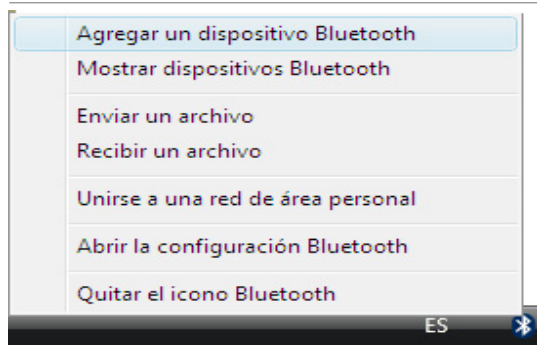 Agregar un dispositivo Bluetooth
Mostrar dispositivos Bluetooth
Enviar un archivo
Recibir un archivo
Unirse a una red de área personal
Abrir la configuración Bluetooth
Quitar el icono Bluetooth
ES